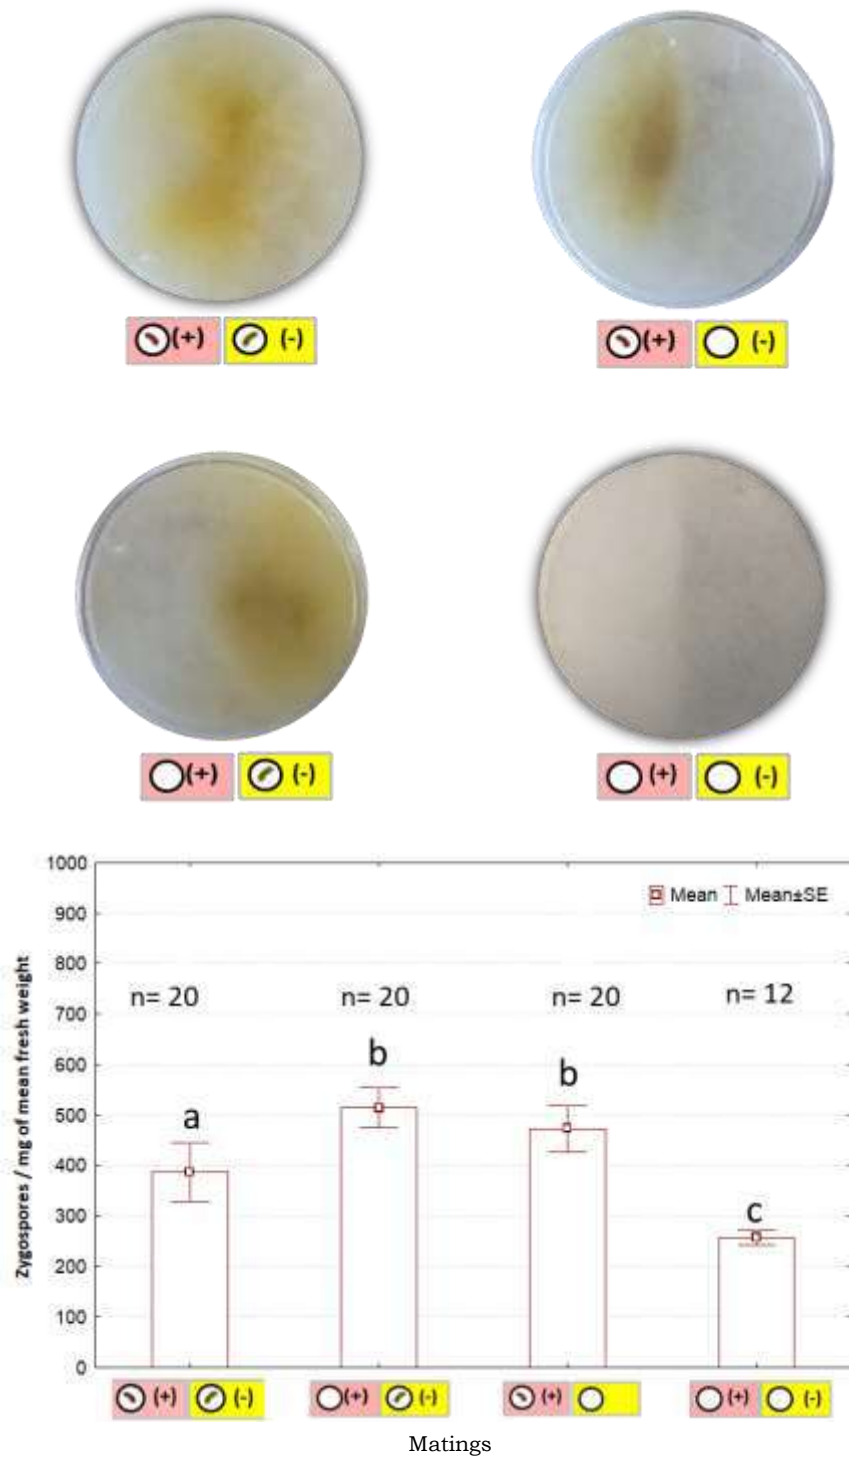 (+) (-) (+) (-)
(+) (-) (+) (-)
1000
Mean Mean±SE
900
800
n= 20 n= 20 n= 20 n= 12
700
600
b
b
500
a
400
300
c
200
100
0
Zygospores / mg of mean fresh weight
(+) (-) (+) (-) (+) (+) (-)
Matings